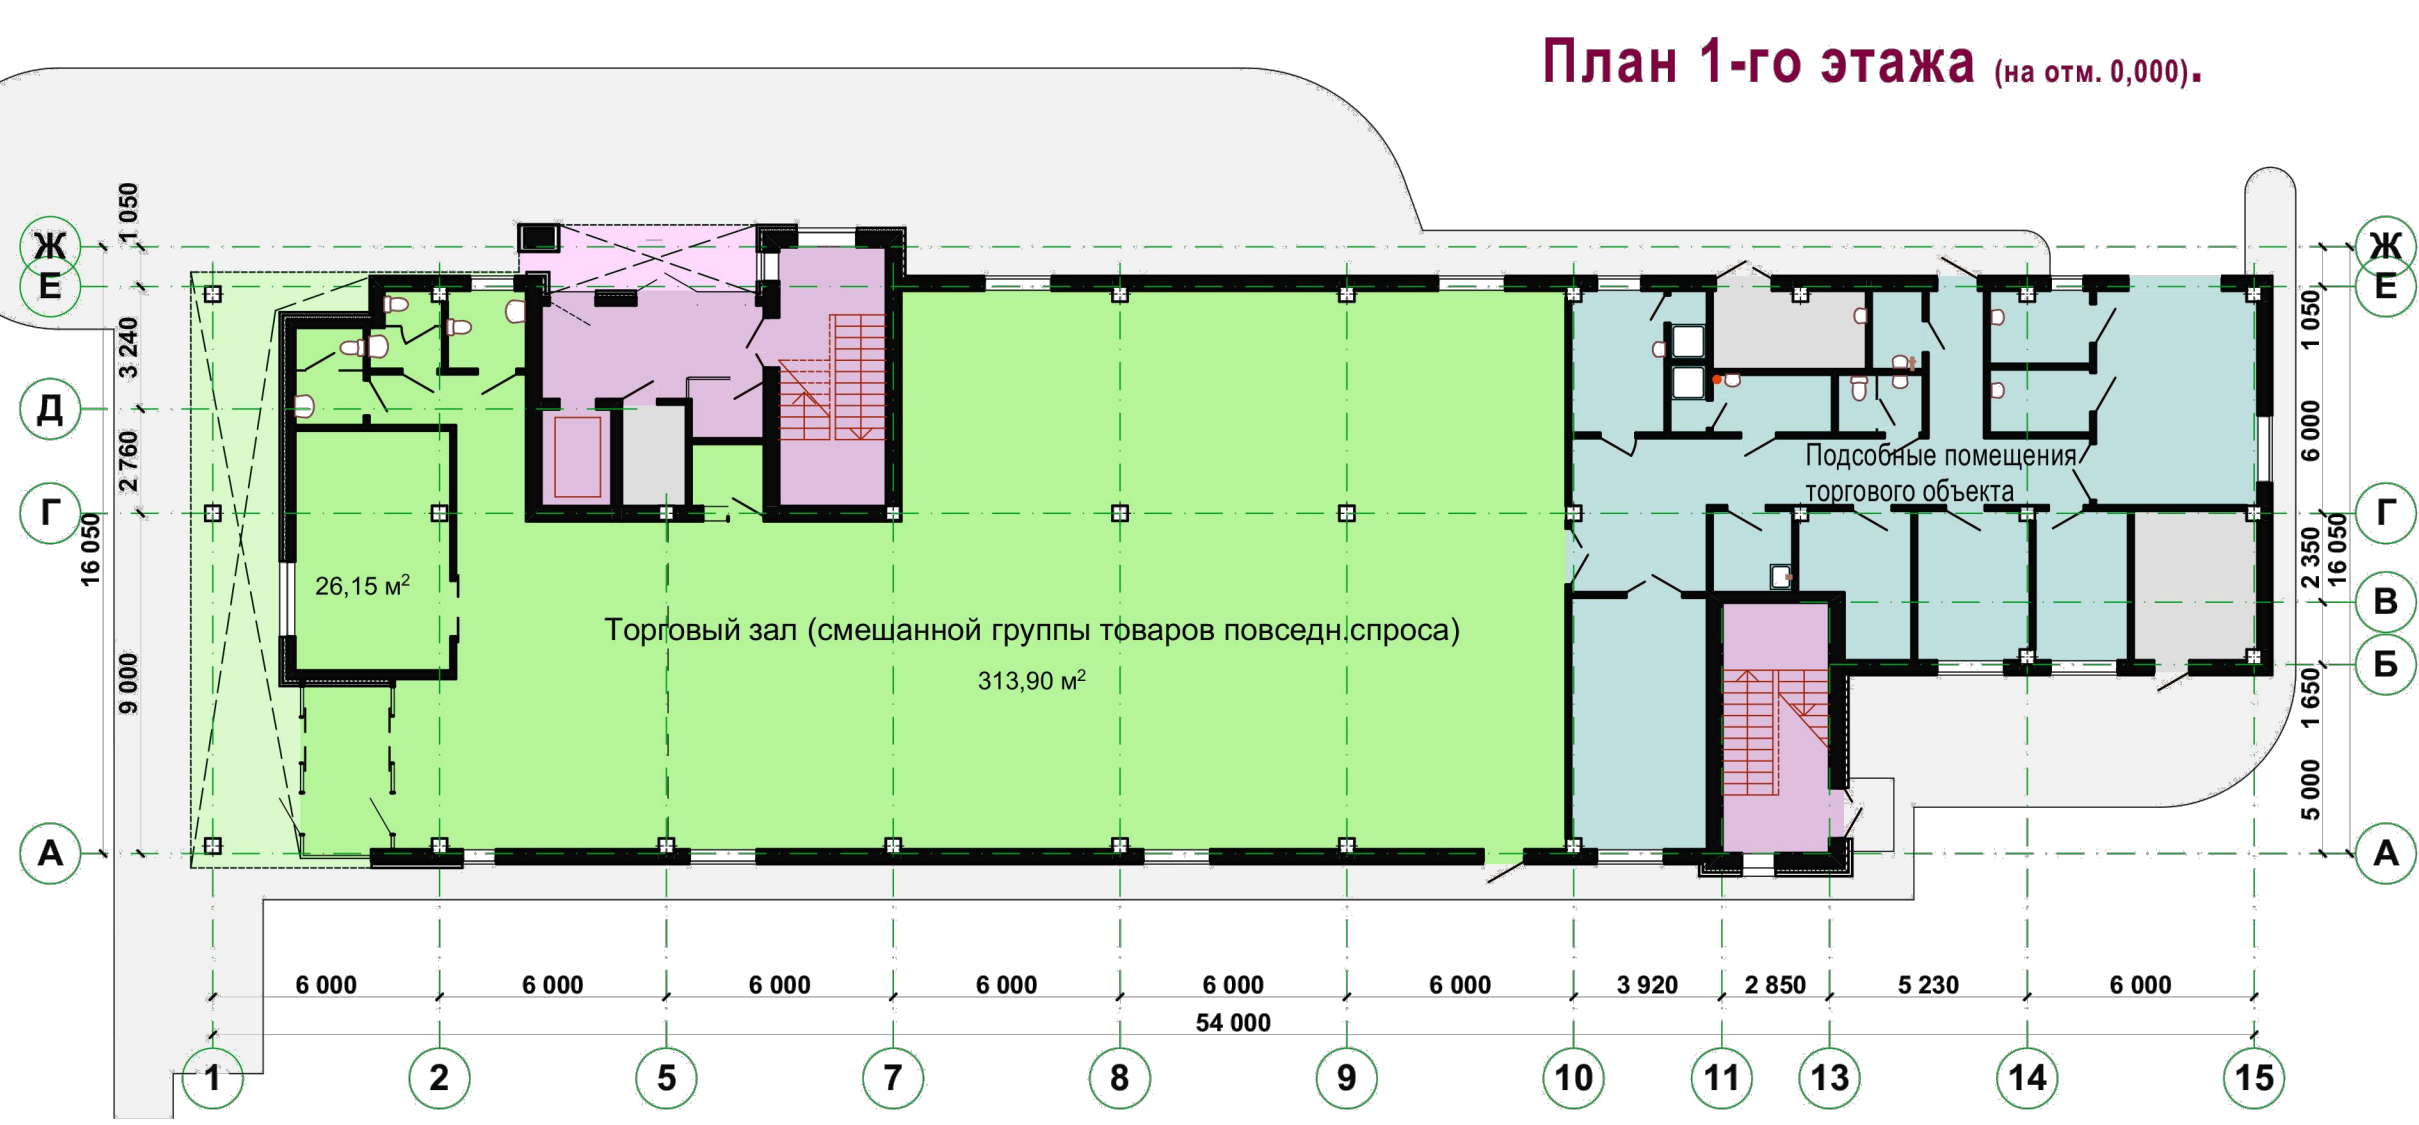 План 1-го этажа (на отм. 0,000).
Ж
Е
Д
Г
А
1 050
3 240
2 760
9 000
16 050
Ж
Е
Г
В
Б
А
1 050
6 000
2 350
1 650
5 000
16 050
Подсобные помещения
торгового объекта
26,15 м²
Торговый зал (смешанной группы товаров повседн.спроса)
313,90 м²
6 000 6 000 6 000 6 000 6 000 6 000 3 920 2 850 5 230 6 000
54 000
1 2 5 7 8 9 10 11 13 14 15